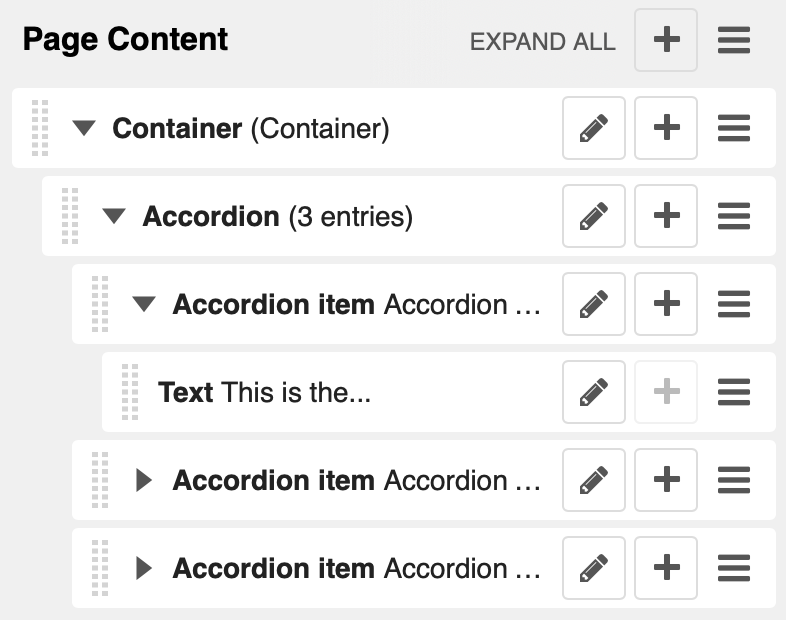 Page Content EXPAND ALL
Container (Container)
Accordion (3 entries)
Accordion item Accordion ...
Text This is the...
Accordion item Accordion ...
Accordion item Accordion ...